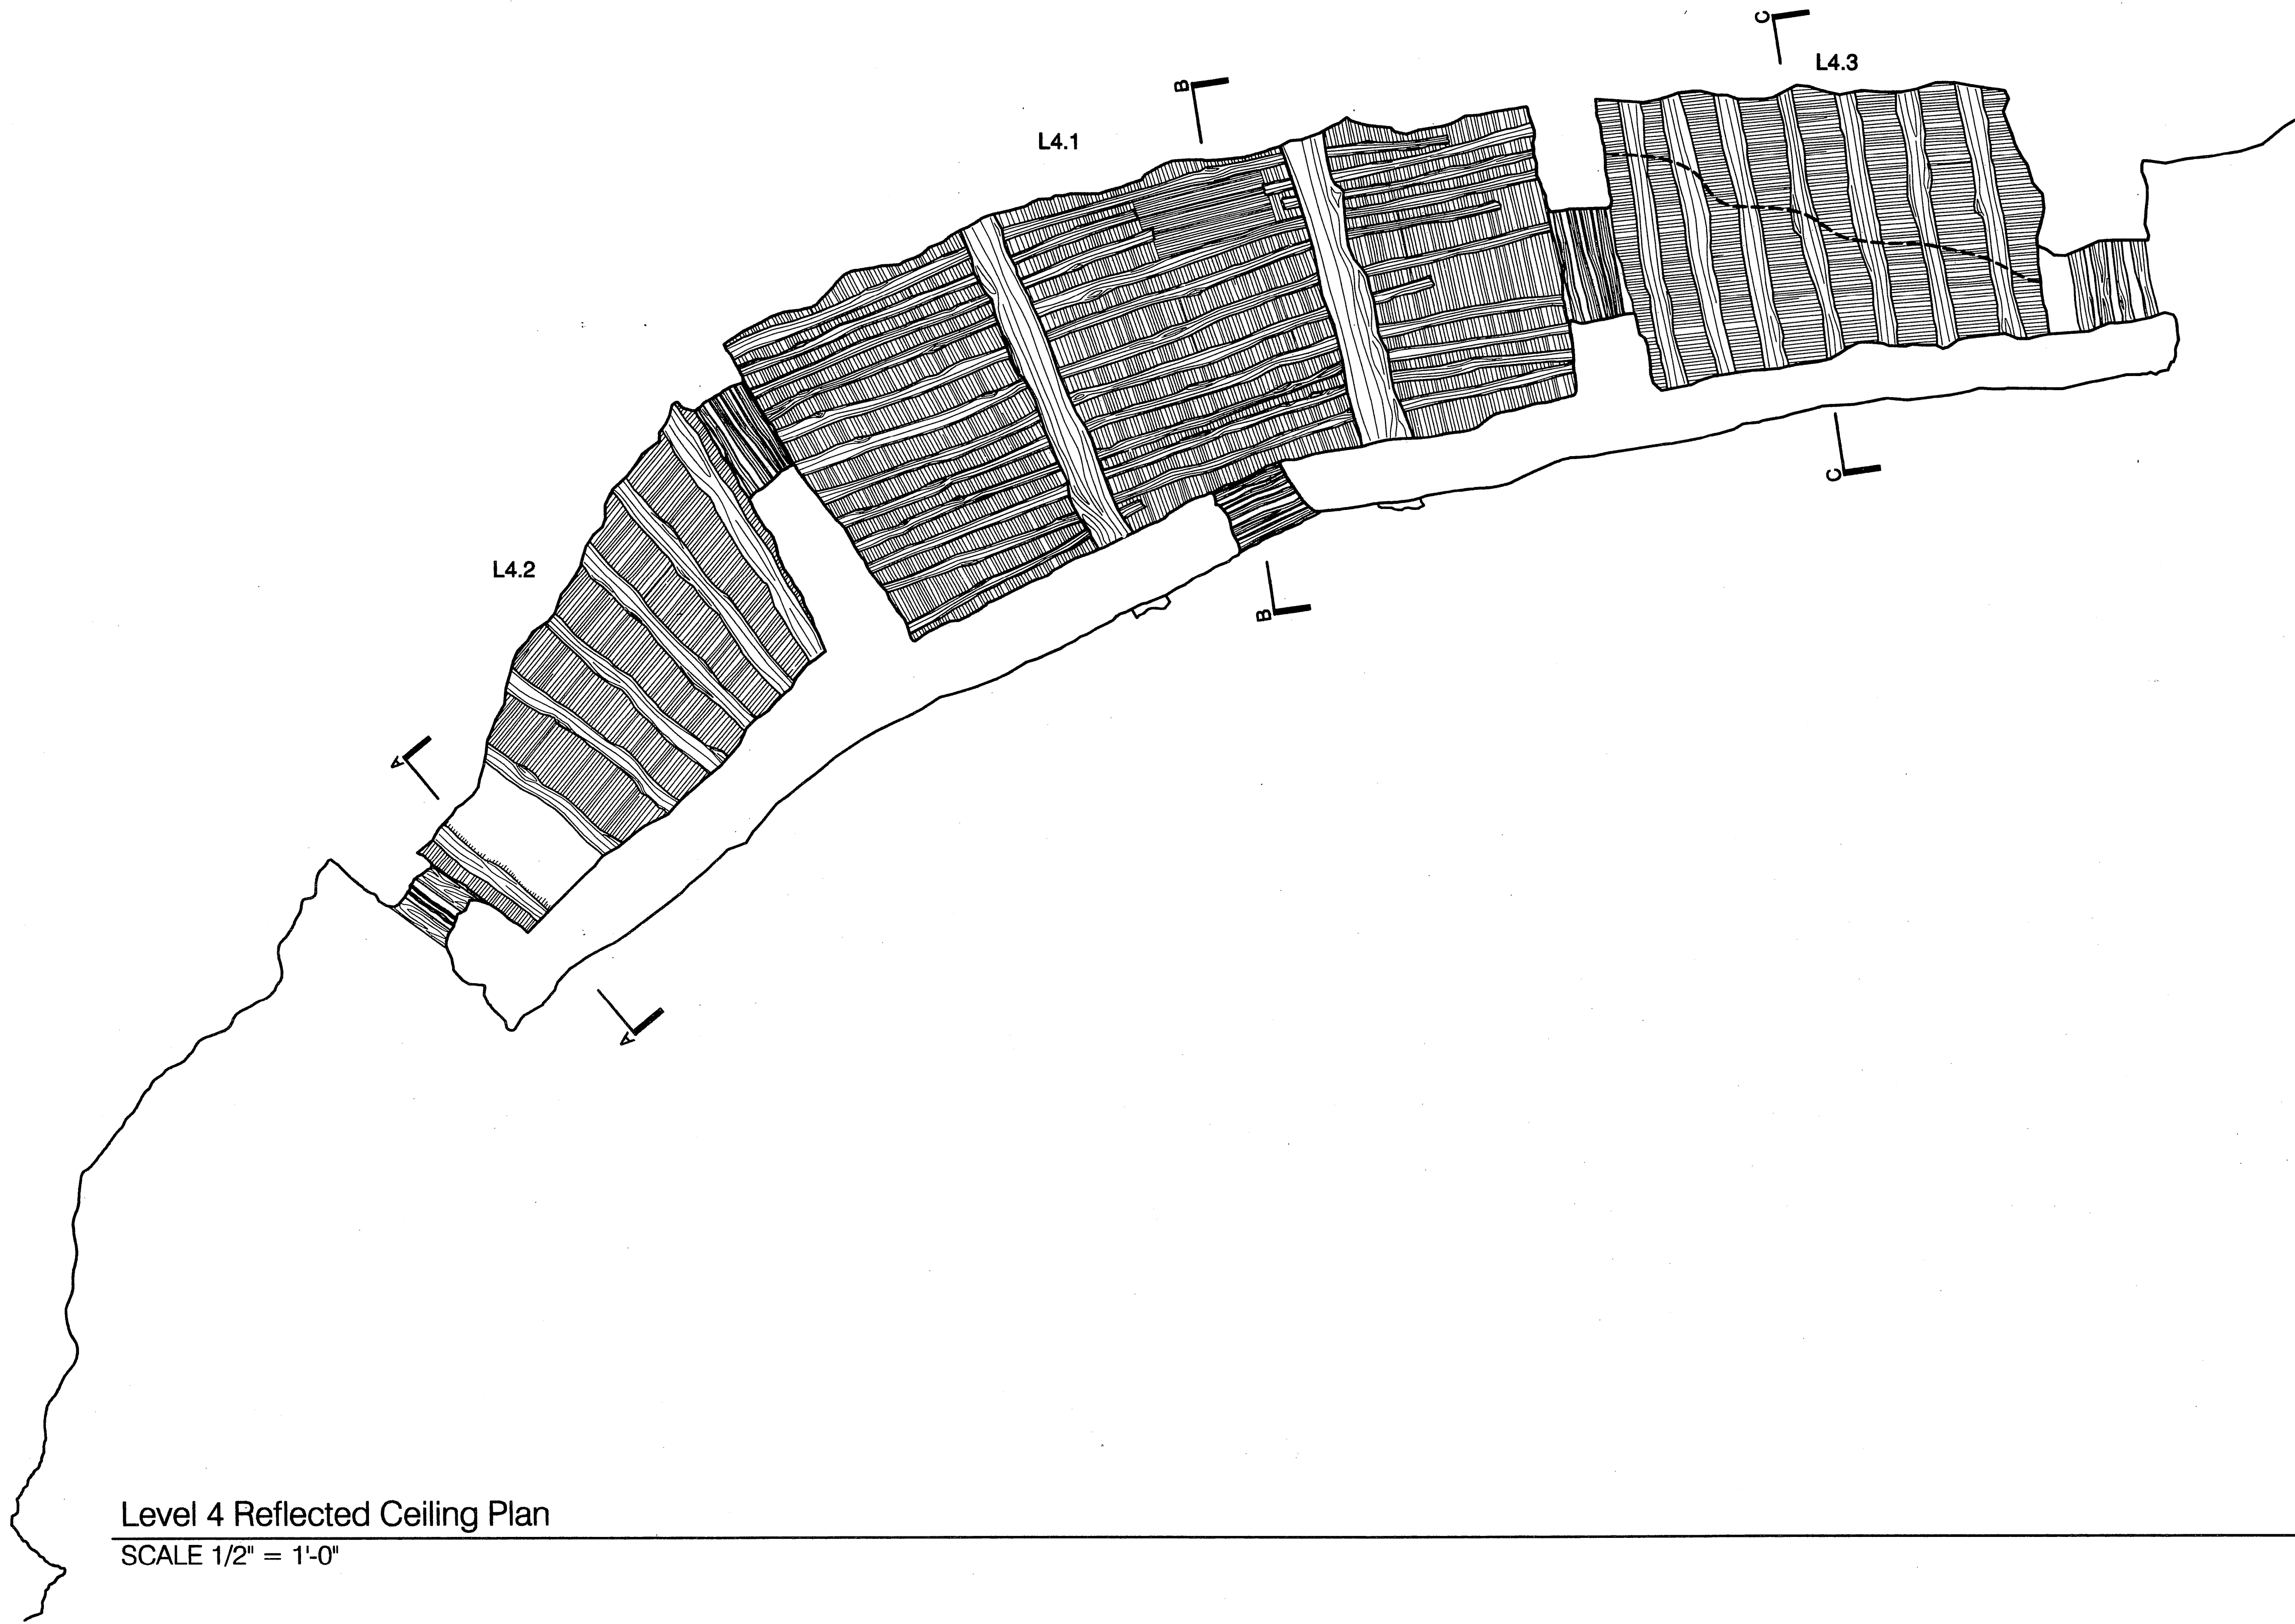 C
L4.3
B
L4.1
C
L4.2
B
A
A
Level 4 Reflected Ceiling Plan
SCALE 1/2" = 1'-0"